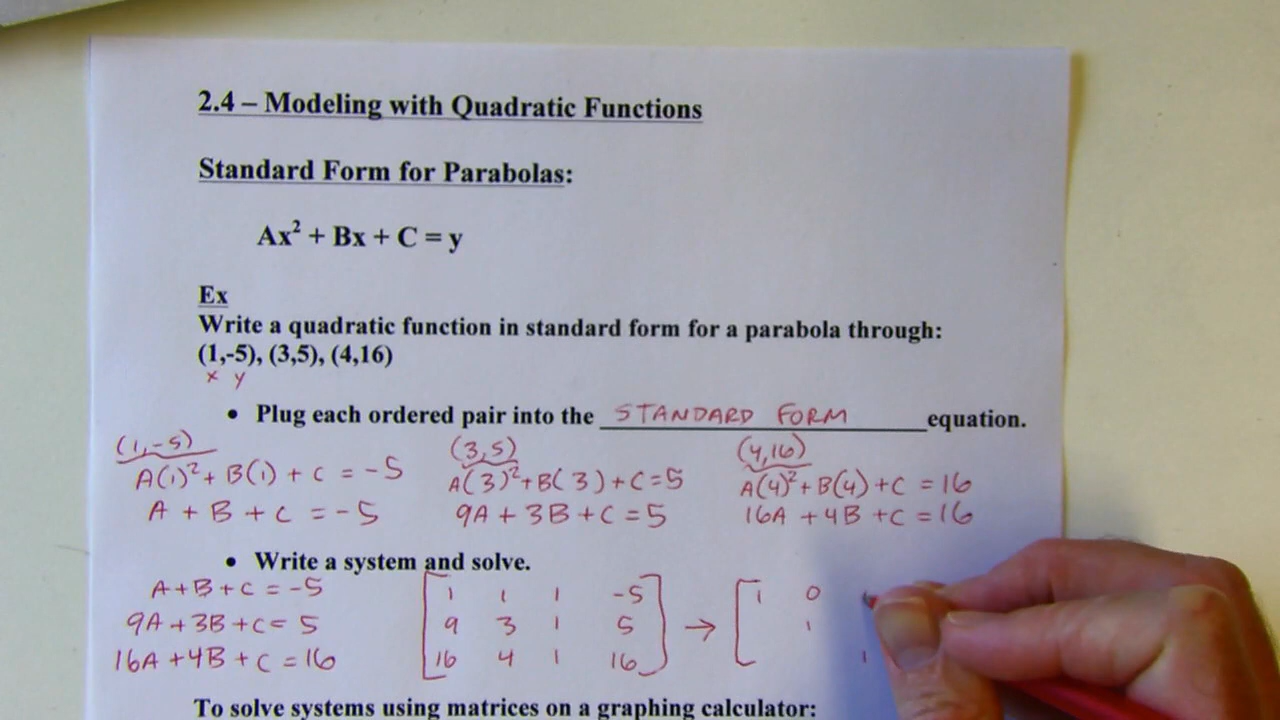 2.4 – Modeling with Quadratic Functions
Standard Form for Parabolas:
Ax² + Bx + C = y
Ex
Write a quadratic function in standard form for a parabola through:
(1,-5), (3,5), (4,16)
x y
• Plug each ordered pair into the STANDARD FORM equation.
(1,-5) (3,5) (4,16)
A(1)² + B(1) + C = -5 A(3)² + B(3) + C = 5 A(4)² + B(4) + C = 16
A + B + C = -5 9A + 3B + C = 5 16A + 4B + C = 16
• Write a system and solve.
A + B + C = -5 [ 1 1 1 -5 ] → [ 1 0
9A + 3B + C = 5 9 3 1 5 1
16A + 4B + C = 16 16 4 1 16 1
To solve systems using matrices on a graphing calculator: